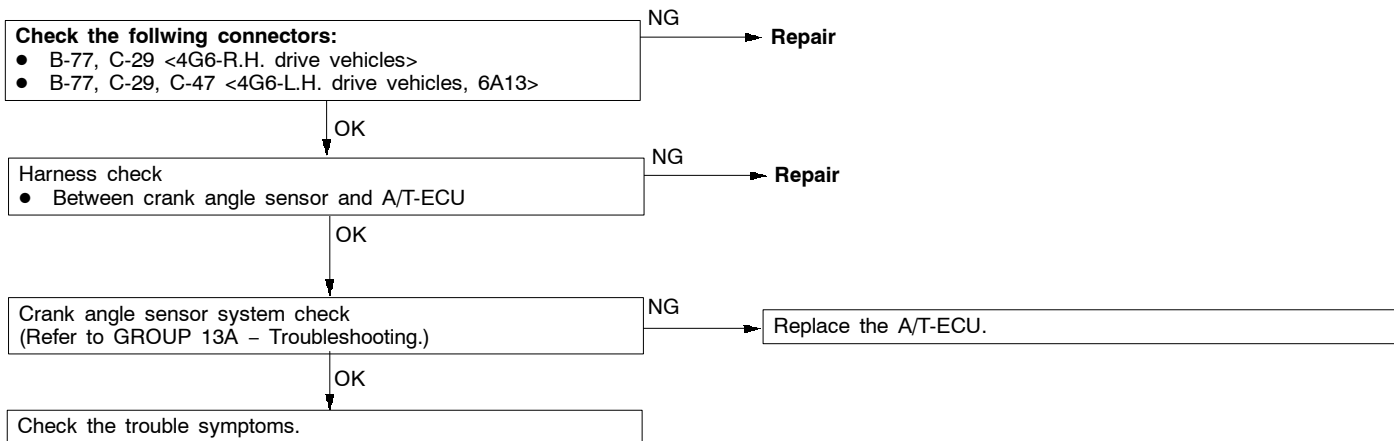 NG
Check the follwing connectors:
● B-77, C-29 <4G6-R.H. drive vehicles>
● B-77, C-29, C-47 <4G6-L.H. drive vehicles, 6A13>
Repair
OK
NG
Harness check
● Between crank angle sensor and A/T-ECU
Repair
OK
NG
Crank angle sensor system check
(Refer to GROUP 13A – Troubleshooting.)
Replace the A/T-ECU.
OK
Check the trouble symptoms.